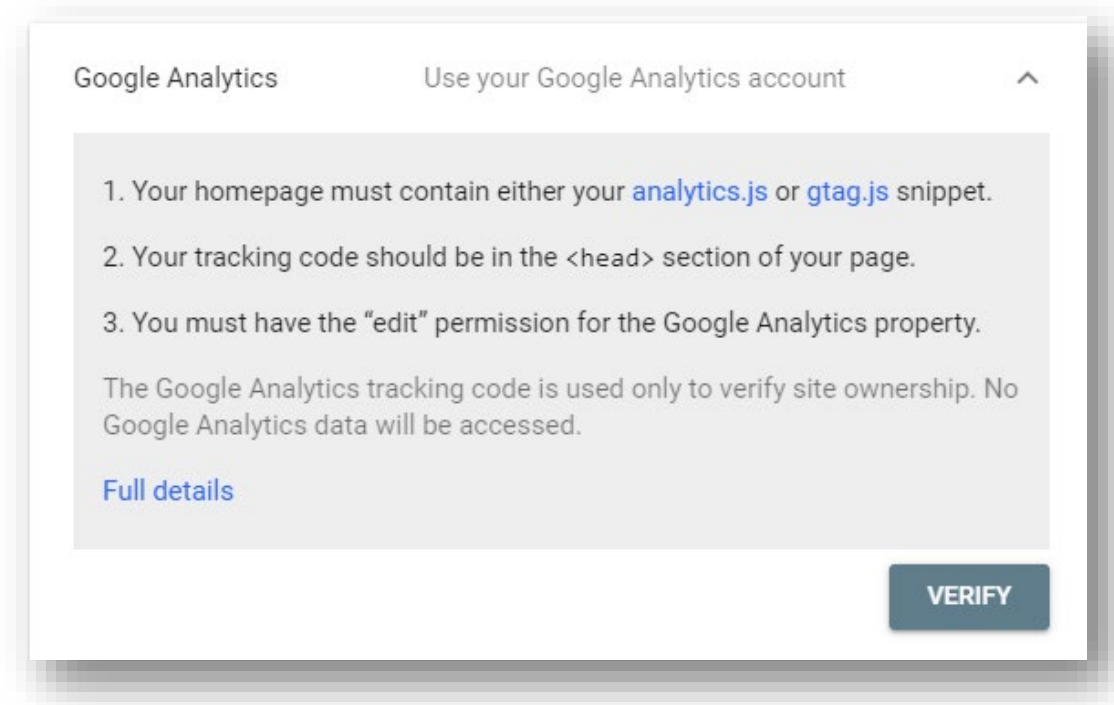 Google Analytics
Use your Google Analytics account
1. Your homepage must contain either your analytics.js or gtag.js snippet.
2. Your tracking code should be in the <head> section of your page.
3. You must have the “edit” permission for the Google Analytics property.
The Google Analytics tracking code is used only to verify site ownership. No
Google Analytics data will be accessed.
Full details
VERIFY